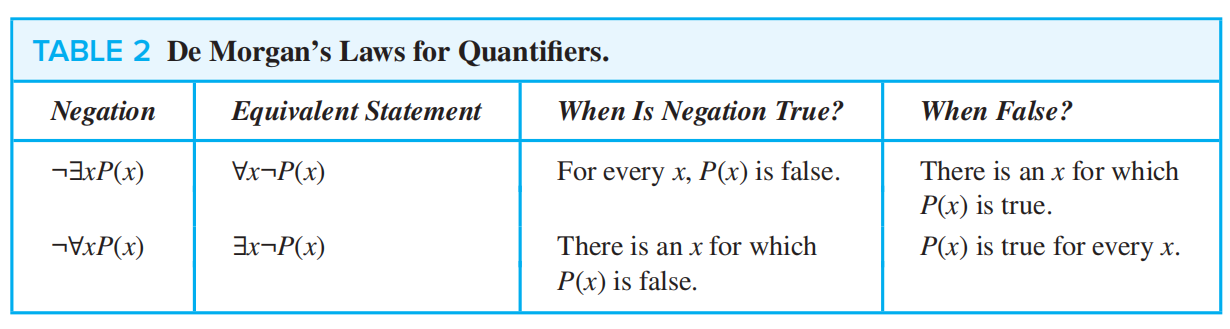 TABLE 2 De Morgan's Laws for Quantifiers.
Negation Equivalent Statement When Is Negation True? When False?
¬∃xP(x) ∀x¬P(x) For every x, P(x) is false. There is an x for which
P(x) is true.
¬∀xP(x) ∃x¬P(x) There is an x for which P(x) is true for every x.
P(x) is false.